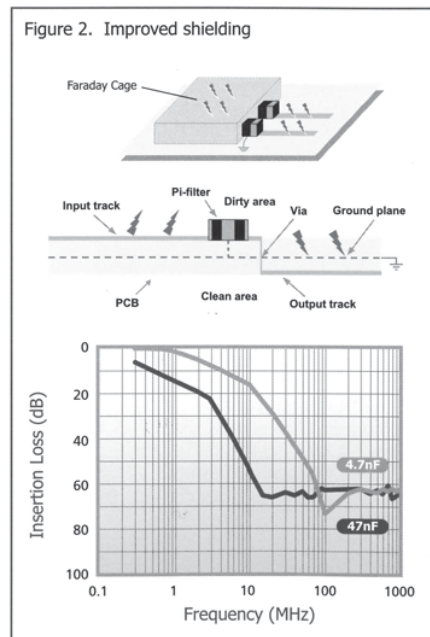 Figure 2. Improved shielding
Faraday Cage
Pi-filter
Dirty area
Input track
Via
Ground plane
PCB
Clean area
Output track
0
20
40
60
80
100
Insertion Loss (dB)
4.7nF
47nF
0.1 1 10 100 1000
Frequency (MHz)